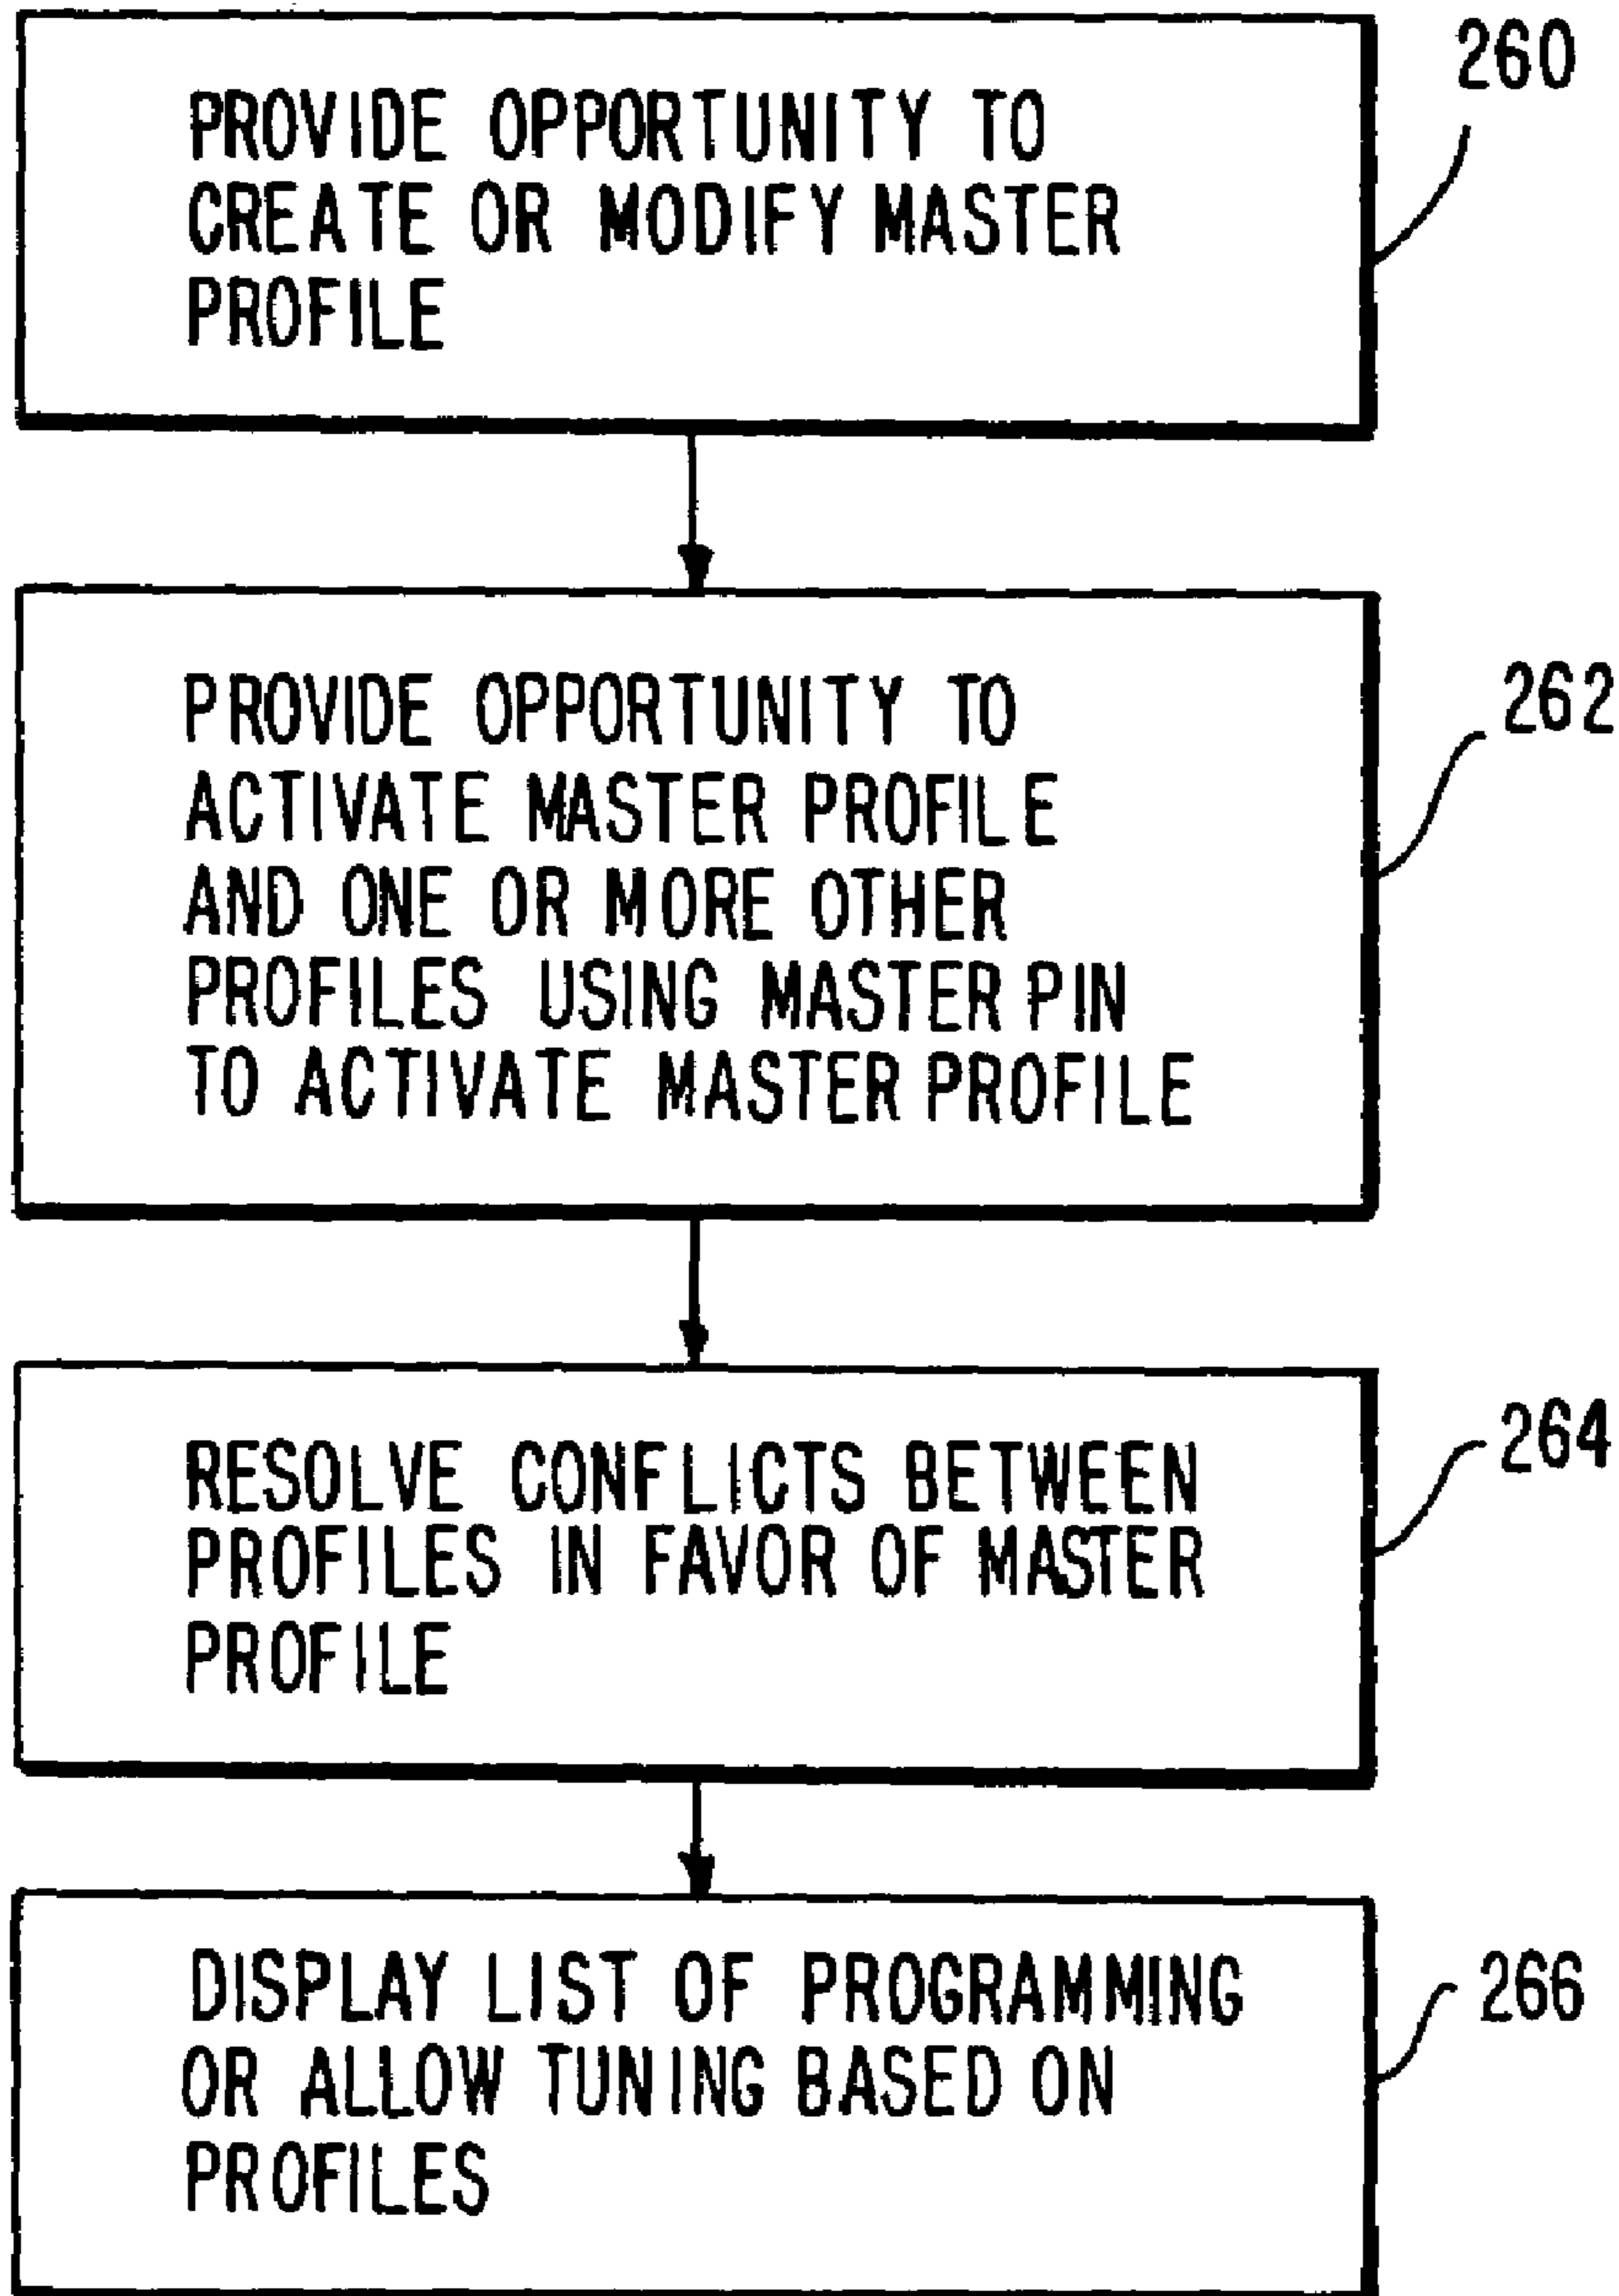 260
PROVIDE OPPORTUNITY TO
CREATE OR MODIFY MASTER
PROFILE
262
PROVIDE OPPORTUNITY TO
ACTIVATE MASTER PROFILE
AND ONE OR MORE OTHER
PROFILES USING MASTER PIN
TO ACTIVATE MASTER PROFILE
264
RESOLVE CONFLICTS BETWEEN
PROFILES IN FAVOR OF MASTER
PROFILE
266
DISPLAY LIST OF PROGRAMMING
OR ALLOW TUNING BASED ON
PROFILES